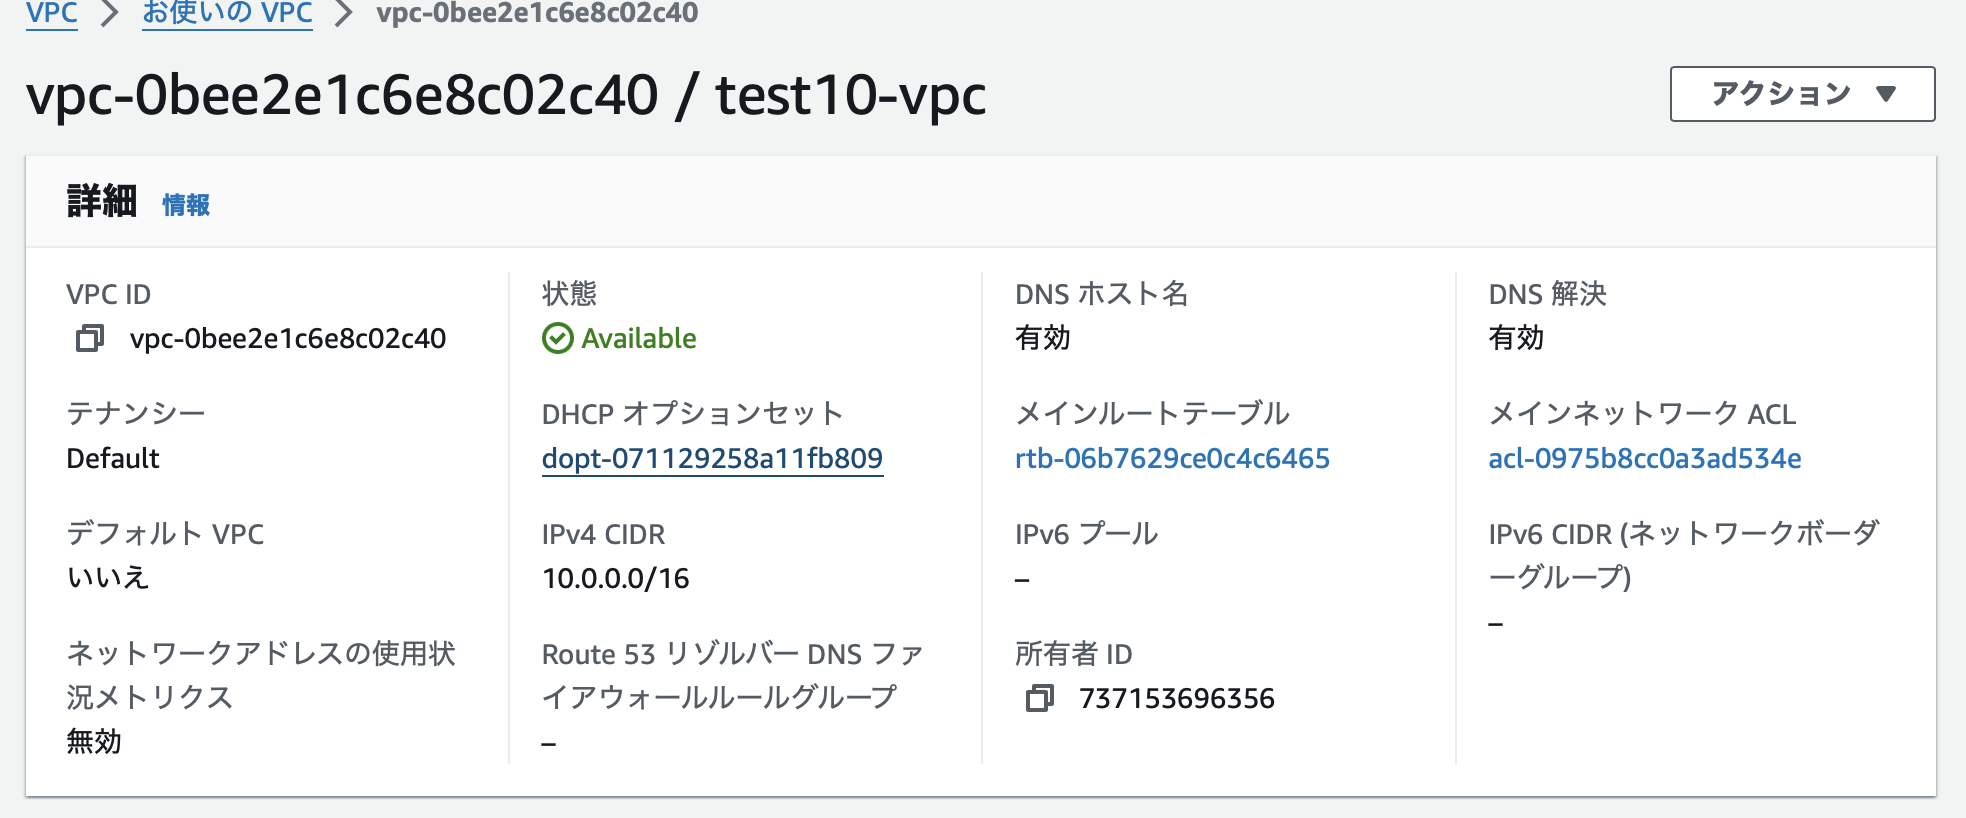 VPC > お使いの VPC > vpc-0bee2e1c6e8c02c40
vpc-0bee2e1c6e8c02c40 / test10-vpc
アクション ▼
詳細 情報
VPC ID
vpc-0bee2e1c6e8c02c40
状態
Available
DNS ホスト名
有効
DNS 解決
有効
テナンシー
Default
DHCP オプションセット
dopt-071129258a11fb809
メインルートテーブル
rtb-06b7629ce0c4c6465
メインネットワーク ACL
acl-0975b8cc0a3ad534e
デフォルト VPC
いいえ
IPv4 CIDR
10.0.0.0/16
IPv6 プール
–
IPv6 CIDR (ネットワークボーダ
ーグループ)
–
ネットワークアドレスの使用状
況メトリクス
無効
Route 53 リゾルバー DNS ファ
イアウォールルールグループ
–
所有者 ID
737153696356